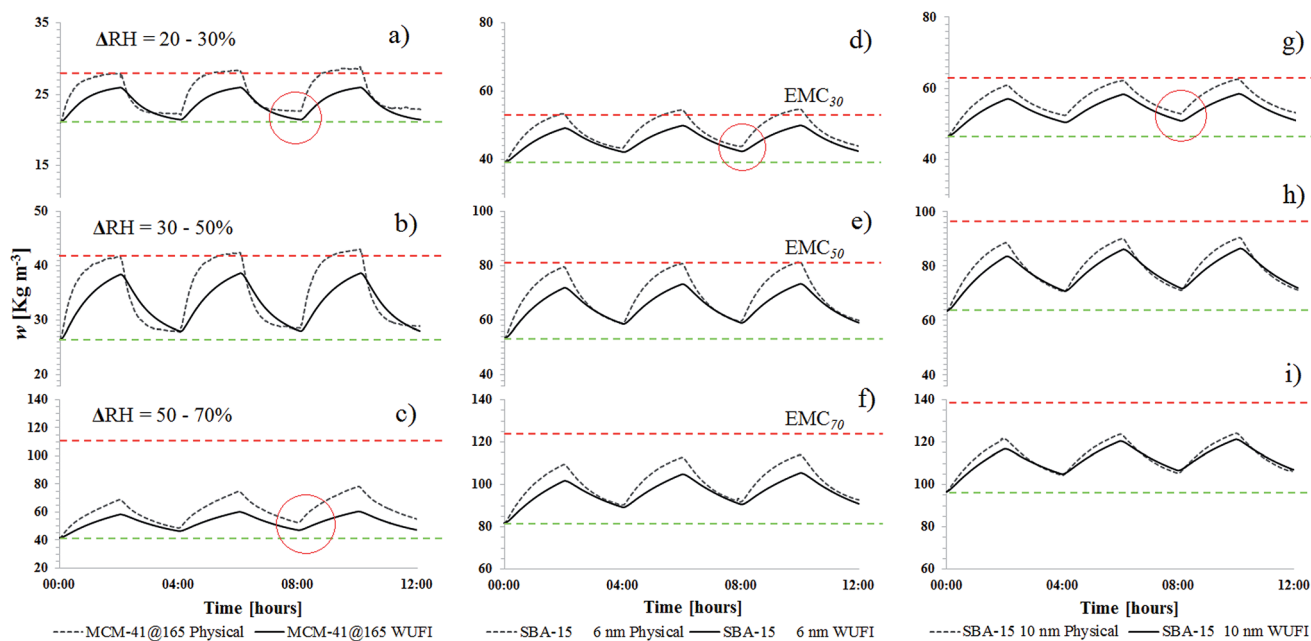 35
25
15
ΔRH = 20 - 30%
a)
80
60
40
d)
EMC30
80
60
40
g)
w [Kg m-3]
50
40
30
20
ΔRH = 30 - 50%
b)
100
80
60
40
e)
EMC50
100
80
60
40
h)
140
120
100
80
60
40
20
ΔRH = 50 - 70%
c)
140
120
100
80
60
f)
EMC70
140
120
100
80
60
i)
00:00 04:00 08:00 12:00
00:00 04:00 08:00 12:00
00:00 04:00 08:00 12:00
Time [hours]
Time [hours]
Time [hours]
MCM-41@165 Physical MCM-41@165 WUFI
SBA-15 6 nm Physical SBA-15 6 nm WUFI
SBA-15 10 nm Physical SBA-15 10 nm WUFI